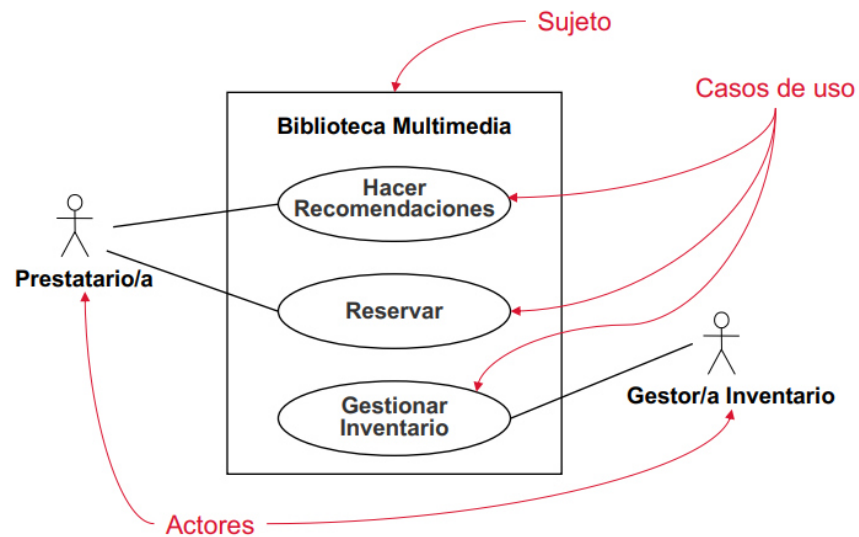 Sujeto
Casos de uso
Biblioteca Multimedia
Hacer
Recomendaciones
Prestatario/a
Reservar
Gestor/a Inventario
Gestionar
Inventario
Actores